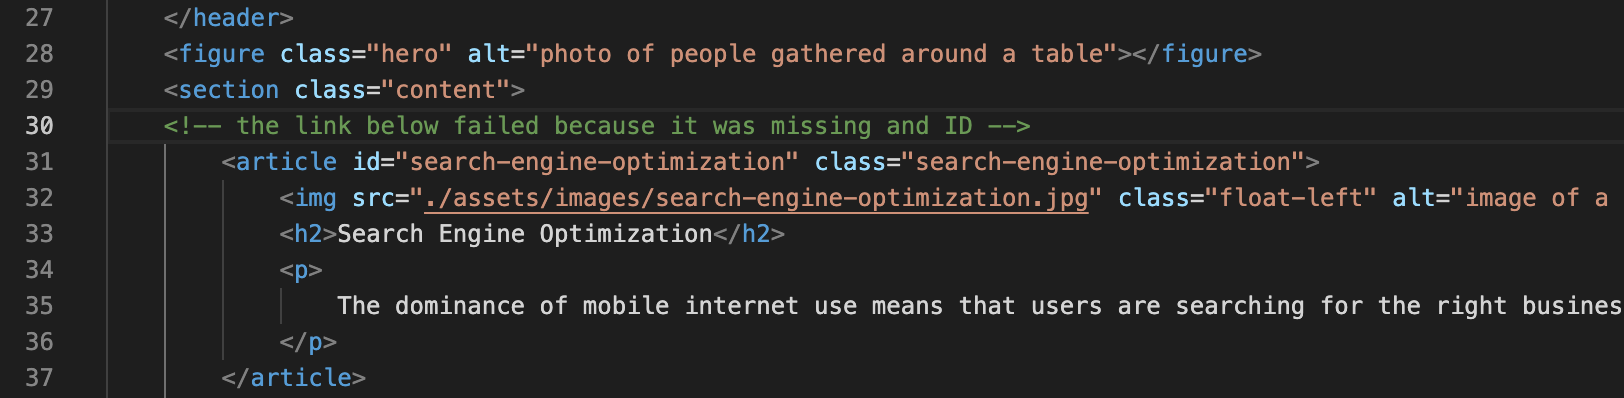 27 </header>
28 <figure class="hero" alt="photo of people gathered around a table"></figure>
29 <section class="content">
30 <!-- the link below failed because it was missing and ID -->
31 <article id="search-engine-optimization" class="search-engine-optimization">
32 <img src="./assets/images/search-engine-optimization.jpg" class="float-left" alt="image of a
33 <h2>Search Engine Optimization</h2>
34 <p>
35 The dominance of mobile internet use means that users are searching for the right busines
36 </p>
37 </article>